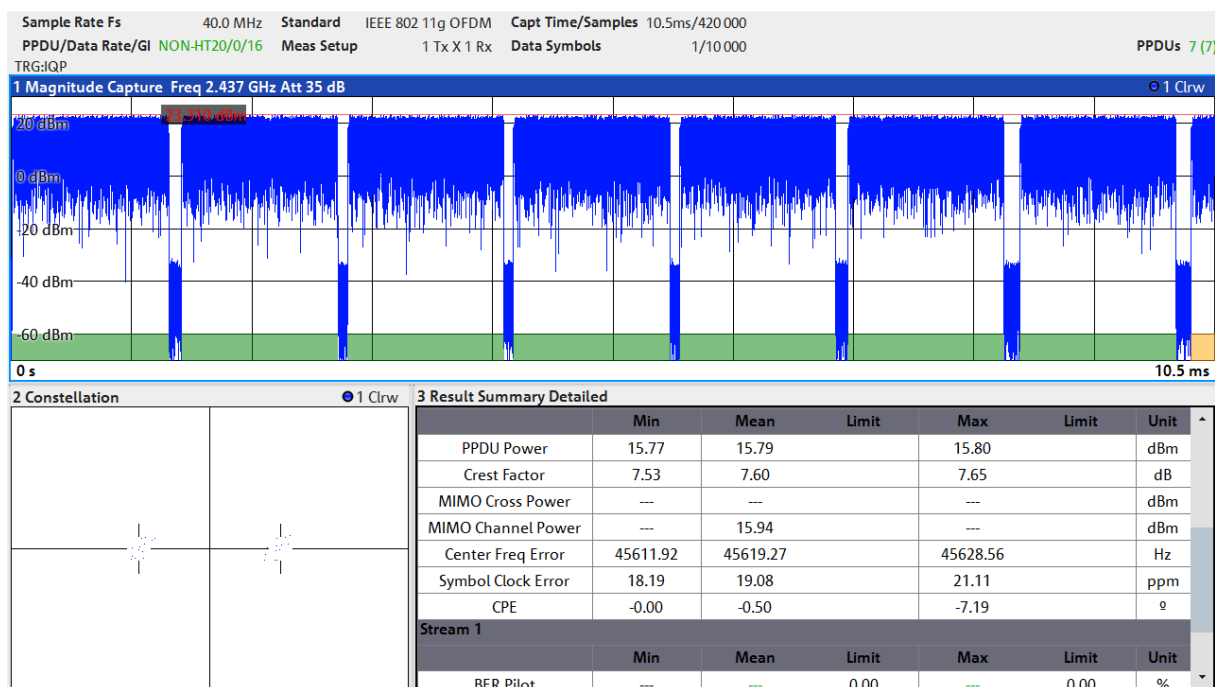 Sample Rate Fs 40.0 MHz Standard IEEE 802 11g OFDM Capt Time/Samples 10.5ms/420 000
PPDU/Data Rate/GI NON-HT20/0/16 Meas Setup 1 Tx X 1 Rx Data Symbols 1/10 000 PPDUs 7 (7)
TRG:IQP
1 Magnitude Capture Freq 2.437 GHz Att 35 dB 1 Clrw
23.310 dBm
20 dBm
0 dBm
-20 dBm
-40 dBm
-60 dBm
0 s 10.5 ms
2 Constellation 1 Clrw 3 Result Summary Detailed
Min Mean Limit Max Limit Unit
PPDU Power 15.77 15.79 15.80 dBm
Crest Factor 7.53 7.60 7.65 dB
MIMO Cross Power --- --- --- dBm
MIMO Channel Power --- 15.94 --- dBm
Center Freq Error 45611.92 45619.27 45628.56 Hz
Symbol Clock Error 18.19 19.08 21.11 ppm
CPE -0.00 -0.50 -7.19 º
Stream 1
Min Mean Limit Max Limit Unit
BER Pilot --- --- 0.00 --- 0.00 %